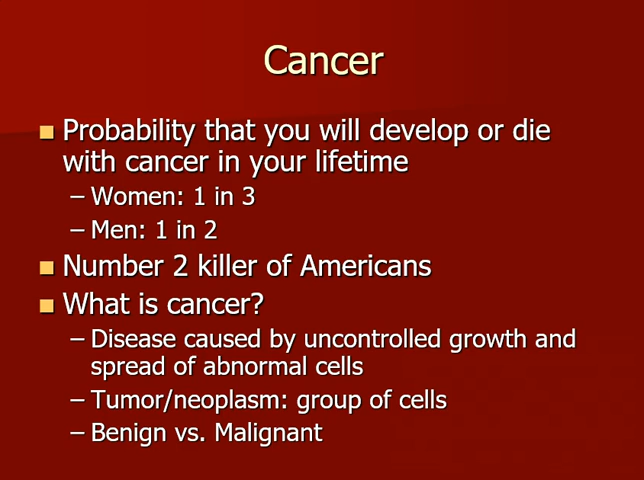 Cancer
■ Probability that you will develop or die
with cancer in your lifetime
– Women: 1 in 3
– Men: 1 in 2
■ Number 2 killer of Americans
■ What is cancer?
– Disease caused by uncontrolled growth and
spread of abnormal cells
– Tumor/neoplasm: group of cells
– Benign vs. Malignant